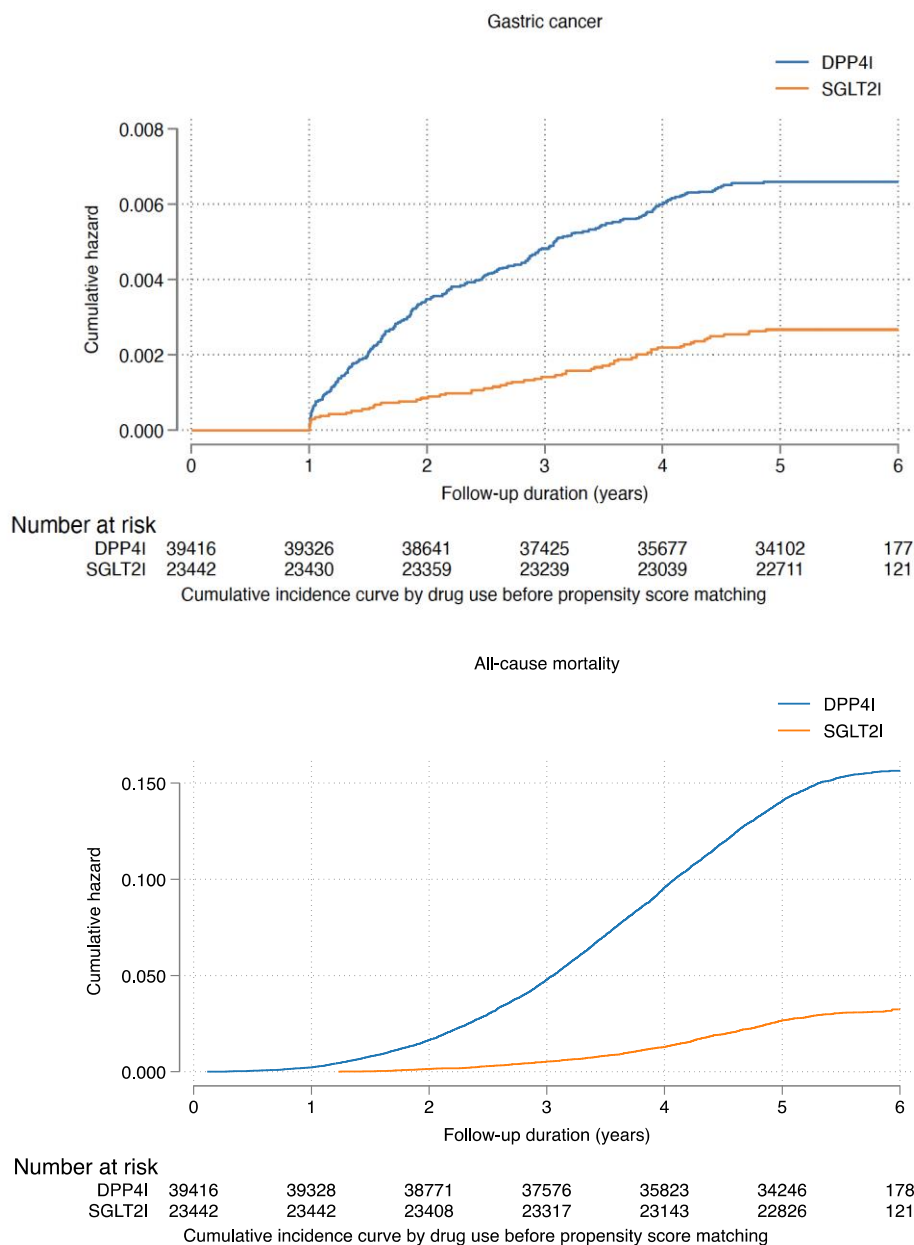 Gastric cancer
DPP4I
SGLT2I
0.008
0.006
0.004
0.002
0.000
Cumulative hazard
0 1 2 3 4 5 6
Follow-up duration (years)
Number at risk
DPP4I 39416 39326 38641 37425 35677 34102 177
SGLT2I 23442 23430 23359 23239 23039 22711 121
Cumulative incidence curve by drug use before propensity score matching
All-cause mortality
DPP4I
SGLT2I
0.150
0.100
0.050
0.000
Cumulative hazard
0 1 2 3 4 5 6
Follow-up duration (years)
Number at risk
DPP4I 39416 39328 38771 37576 35823 34246 178
SGLT2I 23442 23442 23408 23317 23143 22826 121
Cumulative incidence curve by drug use before propensity score matching